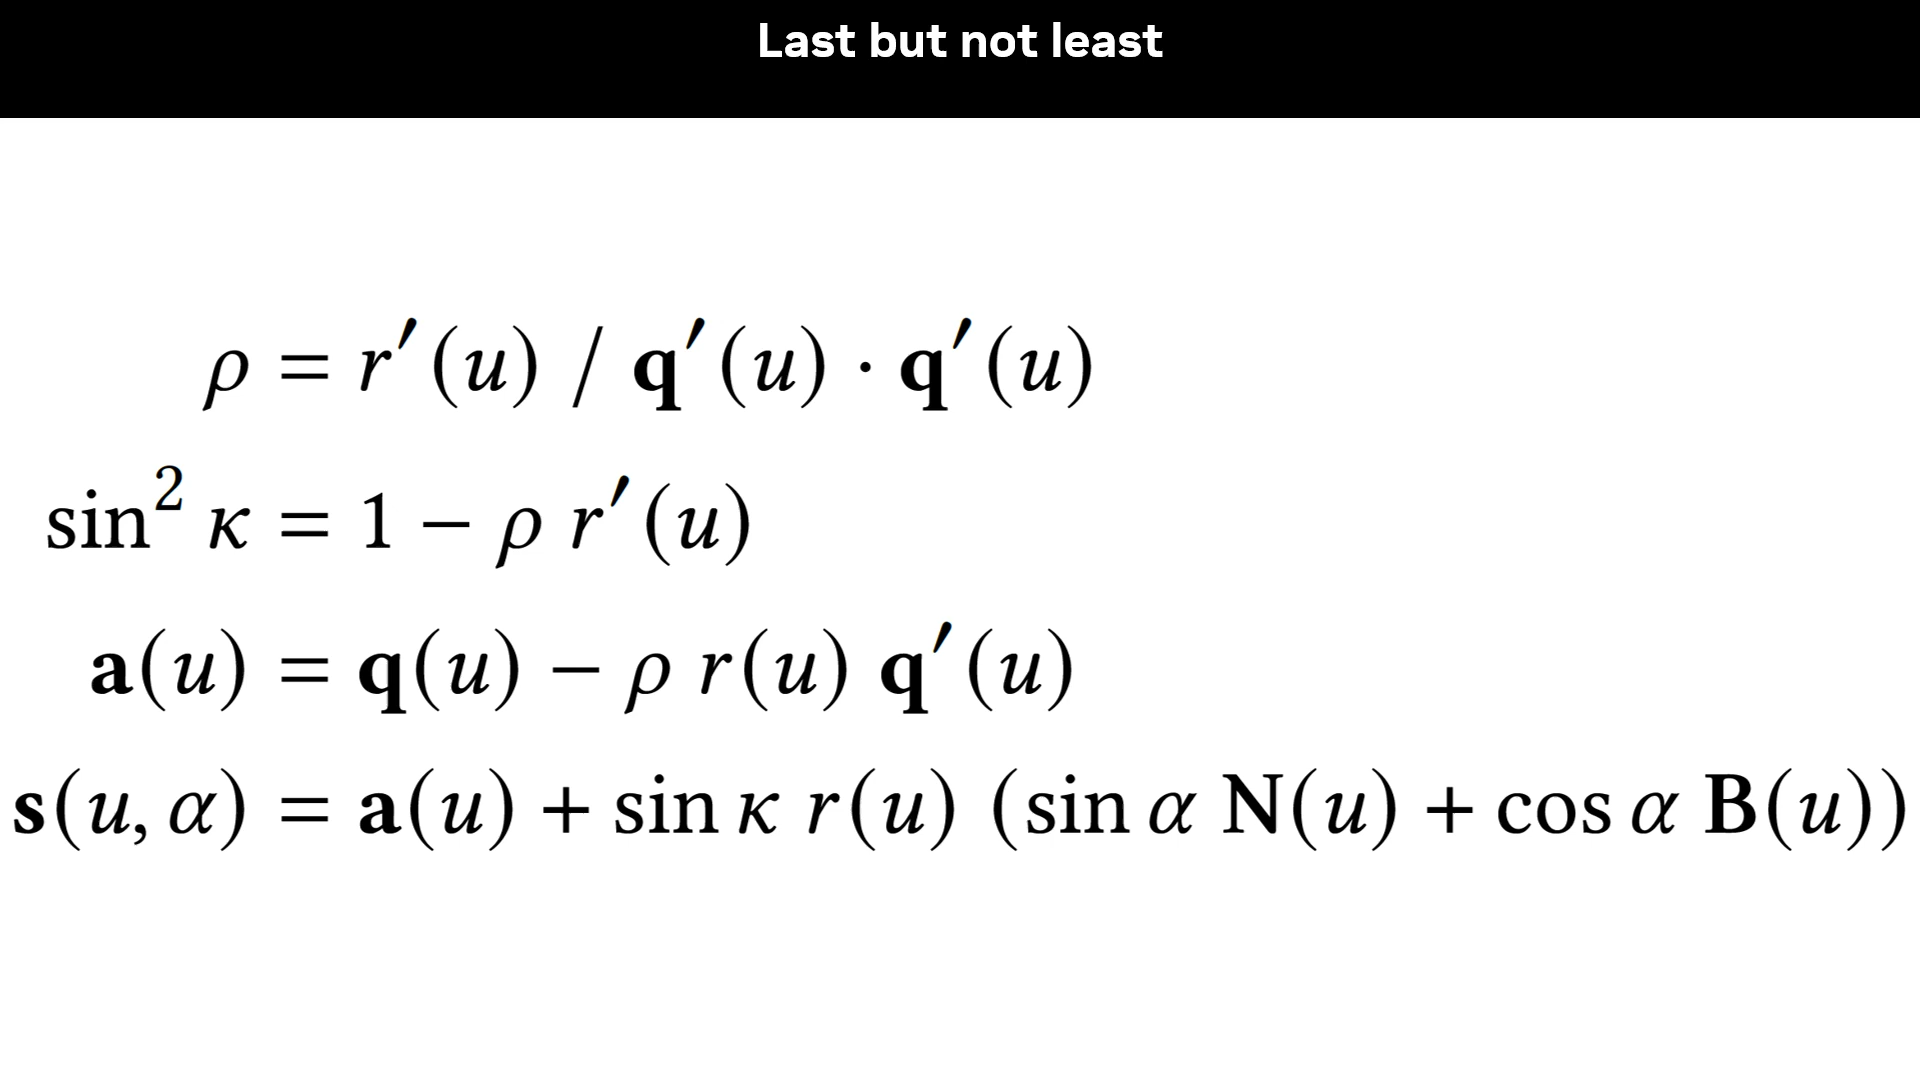 Last but not least
ρ = r′(u) / q′(u) · q′(u)
sin² κ = 1 − ρ r′(u)
a(u) = q(u) − ρ r(u) q′(u)
s(u, α) = a(u) + sin κ r(u) (sin α N(u) + cos α B(u))